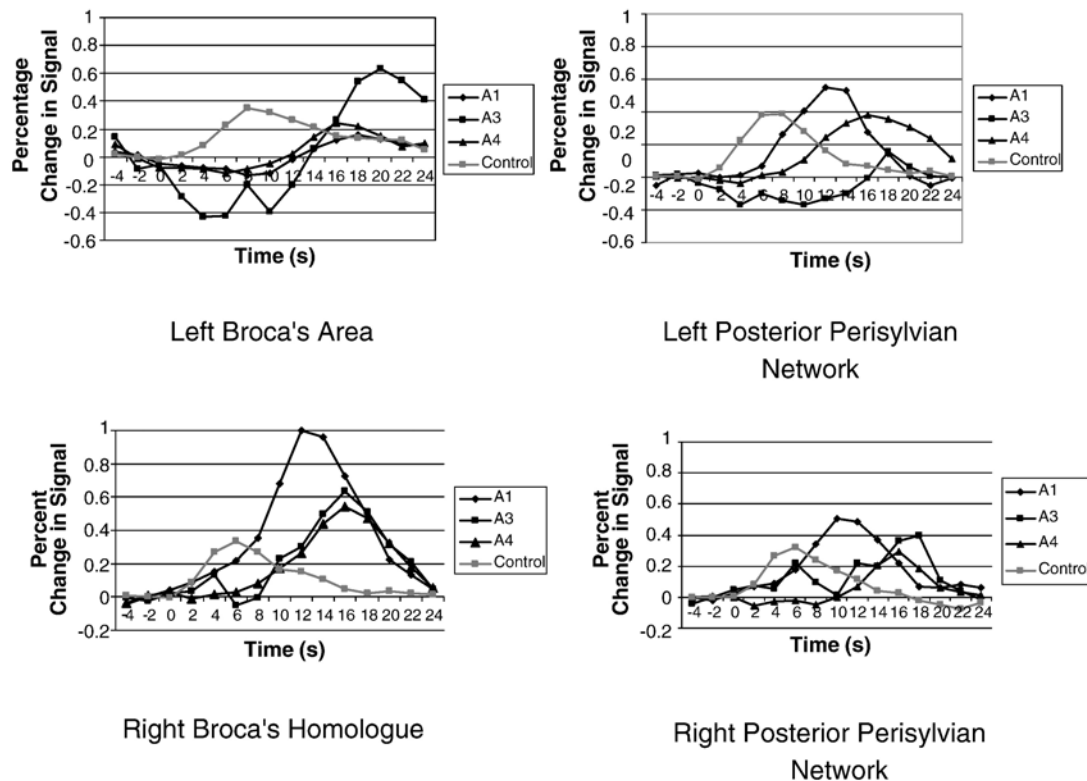 Percentage
Change in Signal
1
0.8
0.6
0.4
0.2
0
-0.2
-0.4
-0.6
-4 -2 0 2 4 6 8 10 12 14 16 18 20 22 24
Time (s)
A1
A3
A4
Control
Left Broca's Area
Percentage
Change in Signal
1
0.8
0.6
0.4
0.2
0
-0.2
-0.4
-0.6
-4 -2 0 2 4 6 8 10 12 14 16 18 20 22 24
Time (s)
A1
A3
A4
Control
Left Posterior Perisylvian
Network
Percent
Change in Signal
1
0.8
0.6
0.4
0.2
0
-0.2
-4 -2 0 2 4 6 8 10 12 14 16 18 20 22 24
Time (s)
A1
A3
A4
Control
Right Broca's Homologue
Percent
Change in Signal
1
0.8
0.6
0.4
0.2
0
-0.2
-4 -2 0 2 4 6 8 10 12 14 16 18 20 22 24
Time (s)
A1
A3
A4
Control
Right Posterior Perisylvian
Network